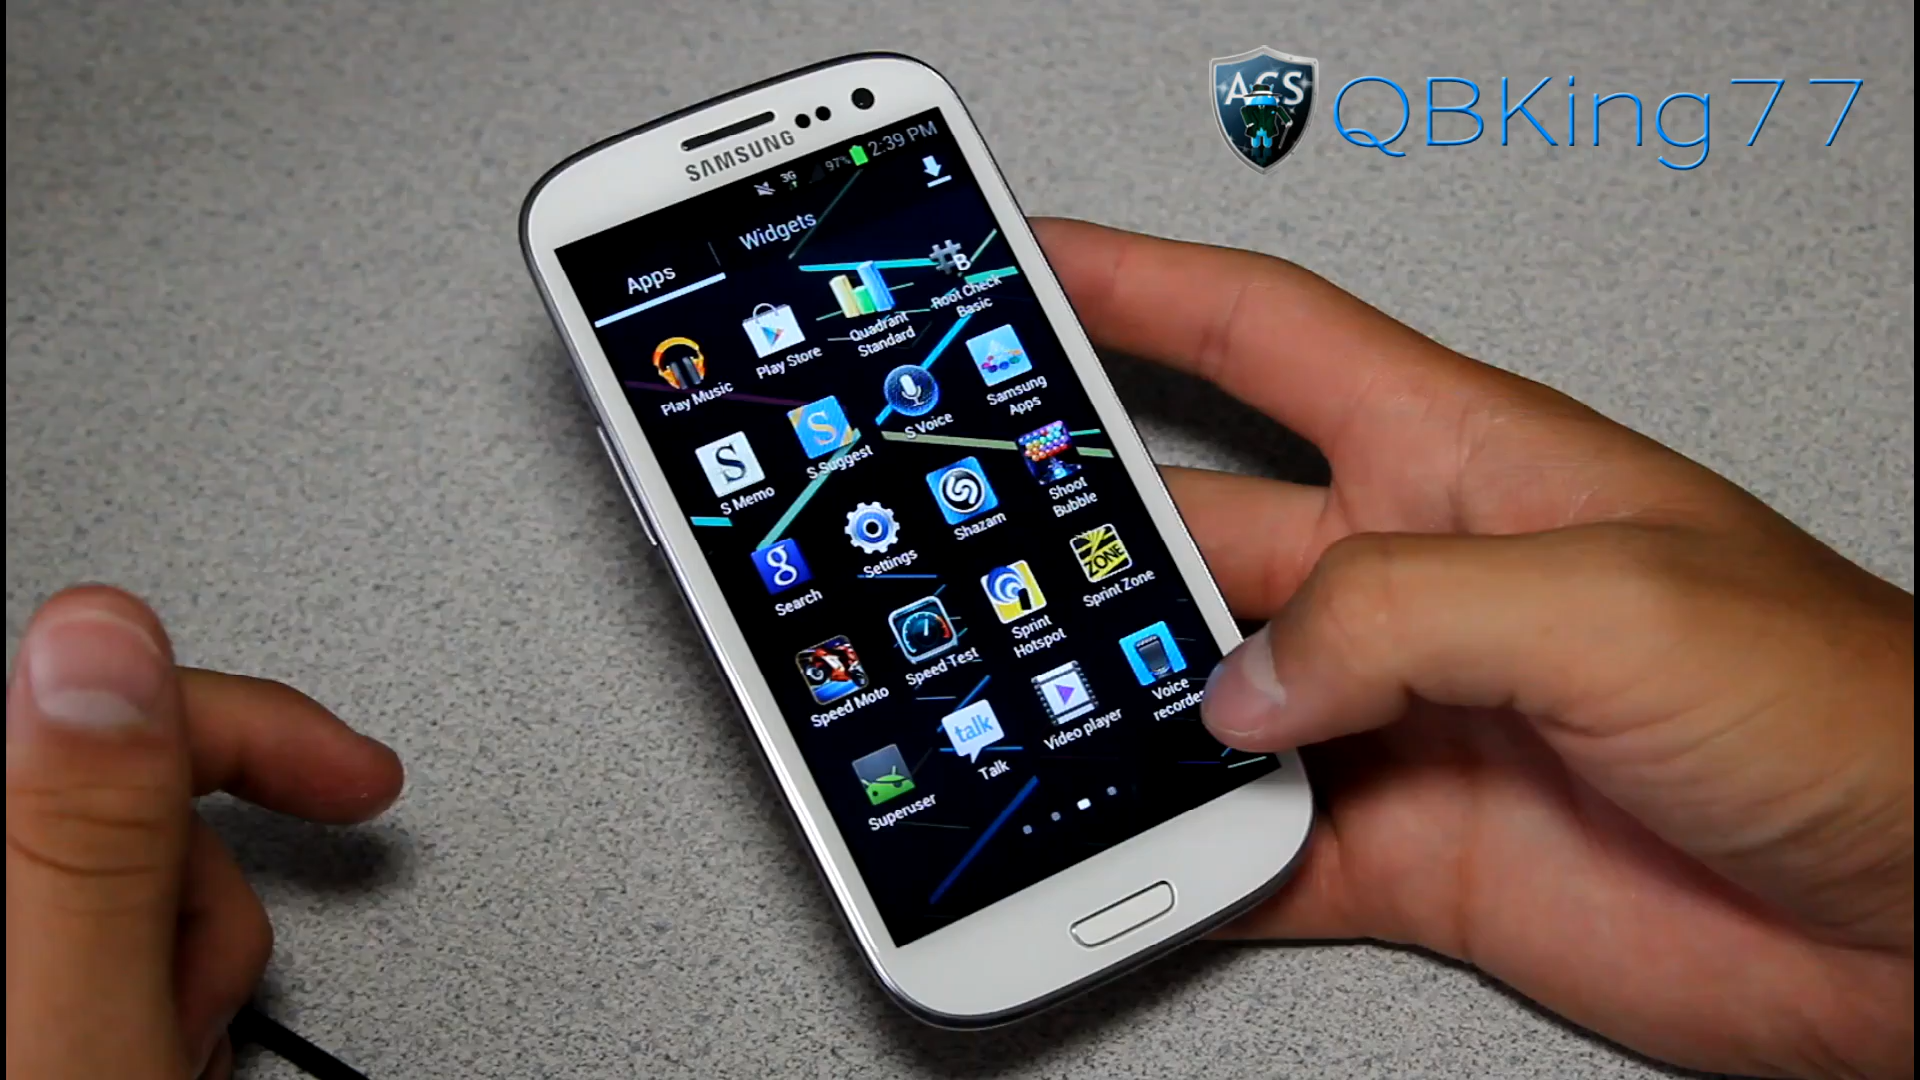 ACS QBKing77
SAMSUNG
3G 97% 2:39 PM
Apps Widgets
Play Music
Play Store
Quadrant
Standard
# B
Root Check
Basic
S
S Memo
S
S Suggest
S Voice
Samsung
Apps
g
Search
Settings
Shazam
Shoot
Bubble
Speed Moto
Speed Test
Sprint
Hotspot
ZONE
Sprint Zone
Superuser
talk
Talk
Video player
Voice
recorder